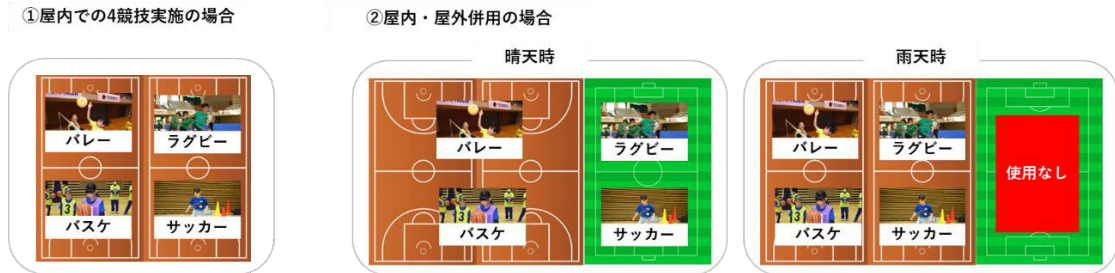 ①屋内での4競技実施の場合
②屋内・屋外併用の場合
晴天時
雨天時
バレー
ラグビー
バスケ
サッカー
バレー
ラグビー
バスケ
サッカー
バレー
ラグビー
使用なし
バスケ
サッカー